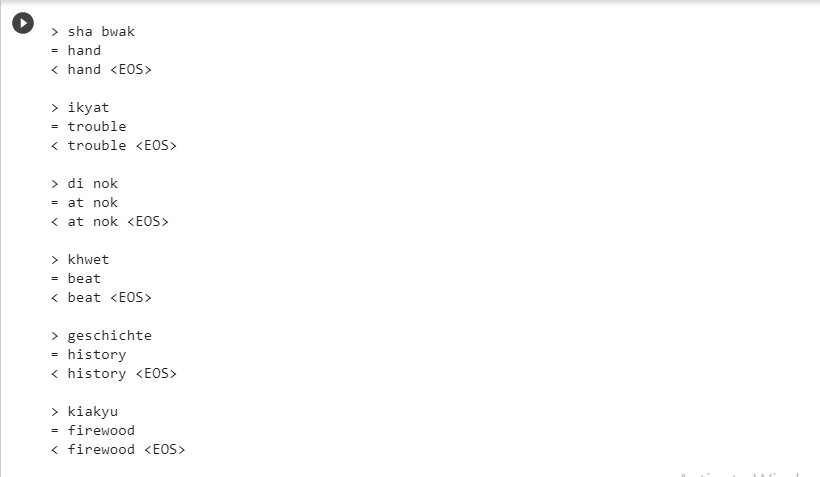 > sha bwak
= hand
< hand <EOS>
> ikyat
= trouble
< trouble <EOS>
> di nok
= at nok
< at nok <EOS>
> khwet
= beat
< beat <EOS>
> geschichte
= history
< history <EOS>
> kiakyu
= firewood
< firewood <EOS>